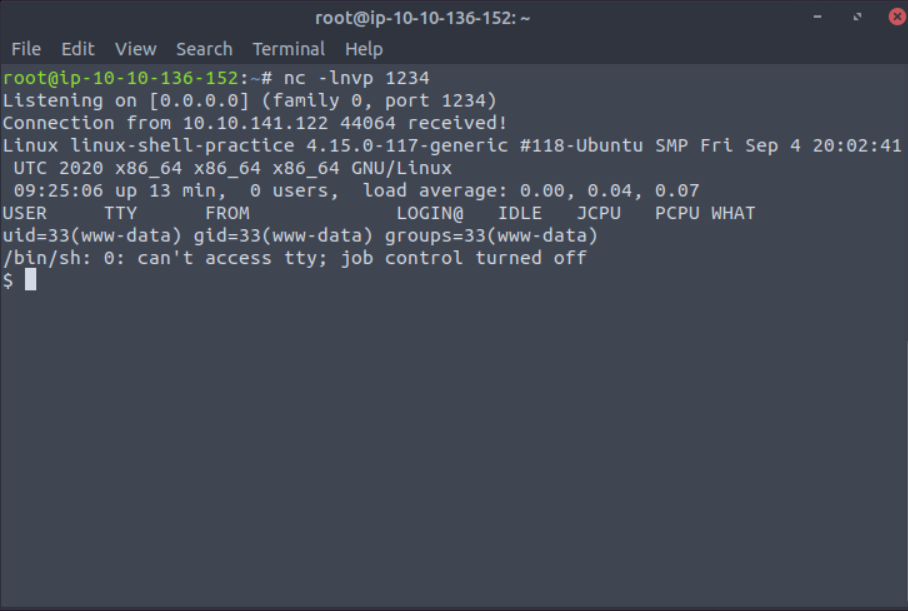 root@ip-10-10-136-152: ~
File Edit View Search Terminal Help
root@ip-10-10-136-152:~# nc -lnvp 1234
Listening on [0.0.0.0] (family 0, port 1234)
Connection from 10.10.141.122 44064 received!
Linux linux-shell-practice 4.15.0-117-generic #118-Ubuntu SMP Fri Sep 4 20:02:41
 UTC 2020 x86_64 x86_64 x86_64 GNU/Linux
 09:25:06 up 13 min,  0 users,  load average: 0.00, 0.04, 0.07
USER     TTY      FROM             LOGIN@   IDLE   JCPU   PCPU WHAT
uid=33(www-data) gid=33(www-data) groups=33(www-data)
/bin/sh: 0: can't access tty; job control turned off
$